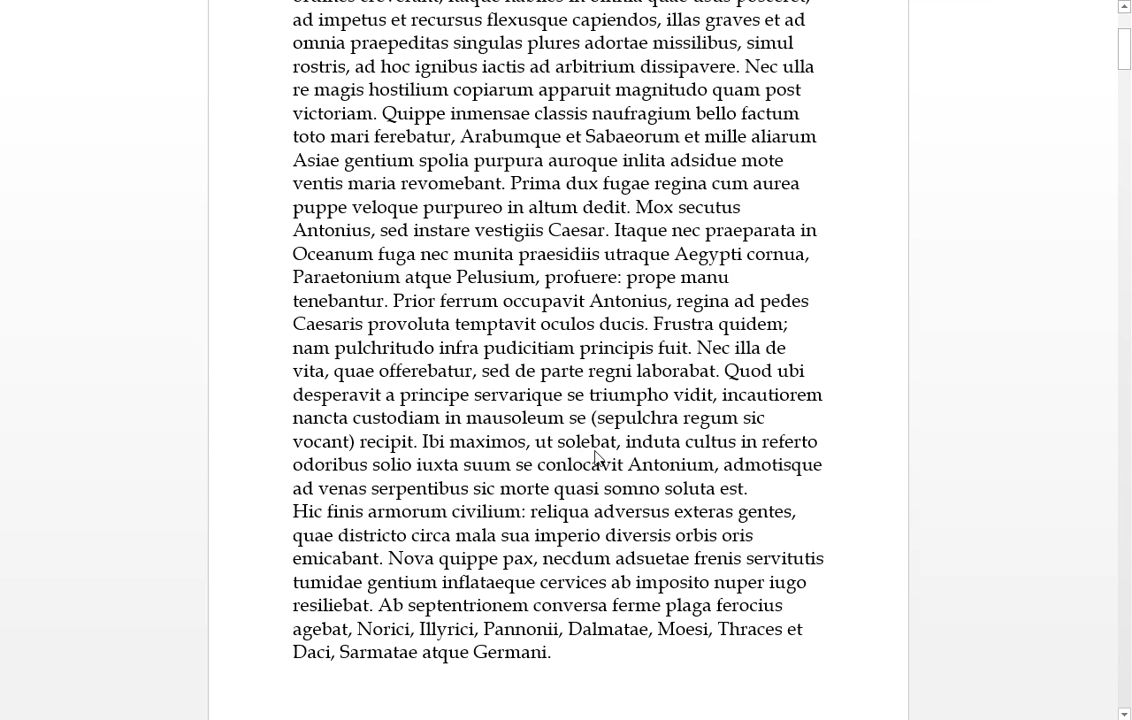 ad impetus et recursus flexusque capiendos, illas graves et ad
omnia praepeditas singulas plures adortae missilibus, simul
rostris, ad hoc ignibus iactis ad arbitrium dissipavere. Nec ulla
re magis hostilium copiarum apparuit magnitudo quam post
victoriam. Quippe inmensae classis naufragium bello factum
toto mari ferebatur, Arabumque et Sabaeorum et mille aliarum
Asiae gentium spolia purpura auroque inlita adsidue mote
ventis maria revomebant. Prima dux fugae regina cum aurea
puppe veloque purpureo in altum dedit. Mox secutus
Antonius, sed instare vestigiis Caesar. Itaque nec praeparata in
Oceanum fuga nec munita praesidiis utraque Aegypti cornua,
Paraetonium atque Pelusium, profuere: prope manu
tenebantur. Prior ferrum occupavit Antonius, regina ad pedes
Caesaris provoluta temptavit oculos ducis. Frustra quidem;
nam pulchritudo infra pudicitiam principis fuit. Nec illa de
vita, quae offerebatur, sed de parte regni laborabat. Quod ubi
desperavit a principe servarique se triumpho vidit, incautiorem
nancta custodiam in mausoleum se (sepulchra regum sic
vocant) recipit. Ibi maximos, ut solebat, induta cultus in referto
odoribus solio iuxta suum se conlocavit Antonium, admotisque
ad venas serpentibus sic morte quasi somno soluta est.
Hic finis armorum civilium: reliqua adversus exteras gentes,
quae districto circa mala sua imperio diversis orbis oris
emicabant. Nova quippe pax, necdum adsuetae frenis servitutis
tumidae gentium inflataeque cervices ab imposito nuper iugo
resiliebat. Ab septentrionem conversa ferme plaga ferocius
agebat, Norici, Illyrici, Pannonii, Dalmatae, Moesi, Thraces et
Daci, Sarmatae atque Germani.